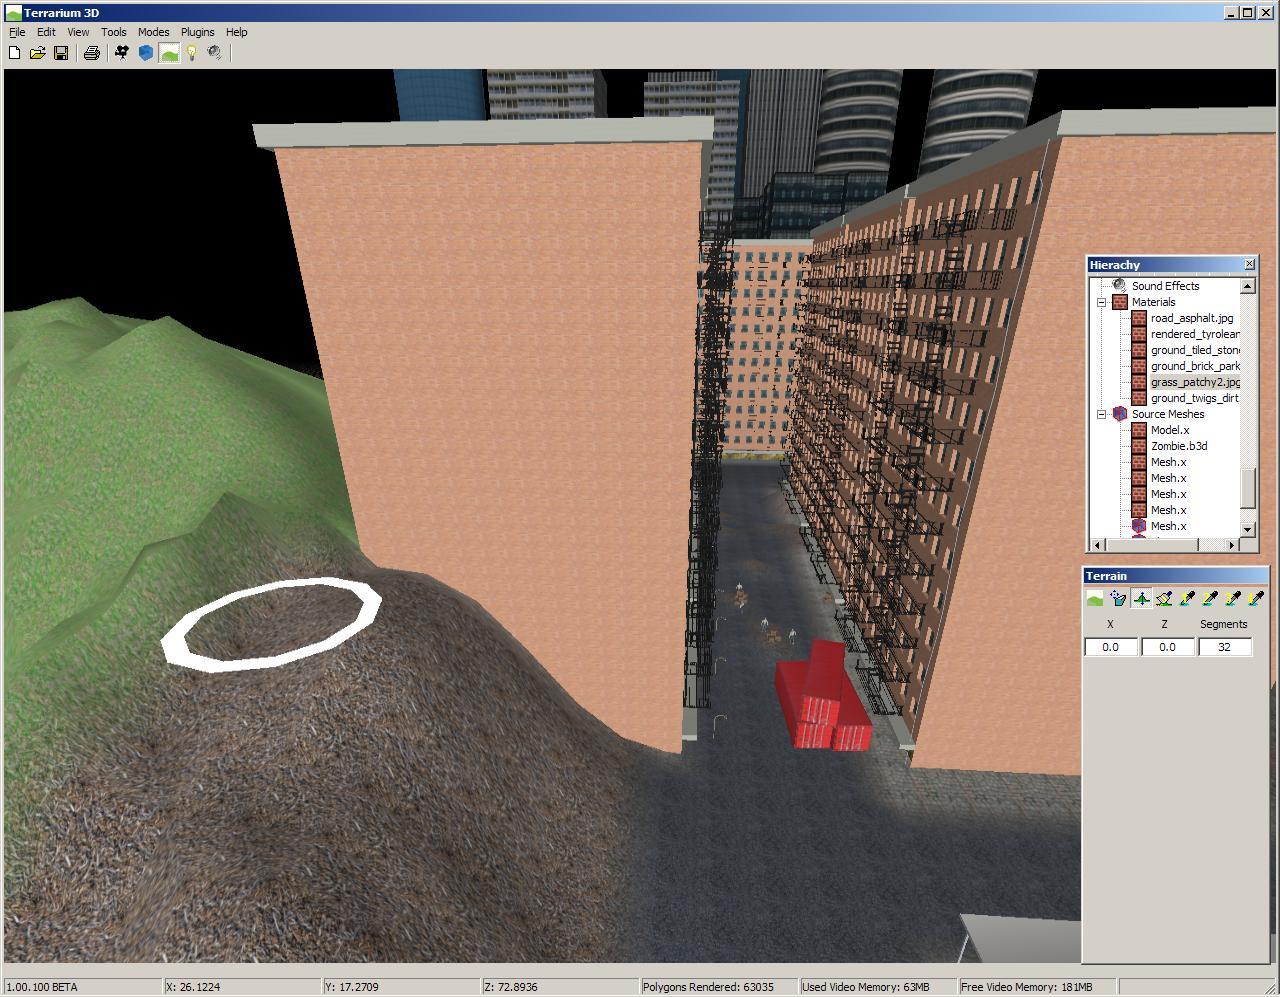 Terrarium 3D
File Edit View Tools Modes Plugins Help
Hierachy
Sound Effects
Materials
road_asphalt.jpg
rendered_tyrolean
ground_tiled_stone
ground_brick_park
grass_patchy2.jpg
ground_twigs_dirt
Source Meshes
Model.x
Zombie.b3d
Mesh.x
Mesh.x
Mesh.x
Mesh.x
Mesh.x
Terrain
X Z Segments
0.0 0.0 32
1.00.100 BETA X: 26.1224 Y: 17.2709 Z: 72.8936 Polygons Rendered: 63035 Used Video Memory: 63MB Free Video Memory: 181MB